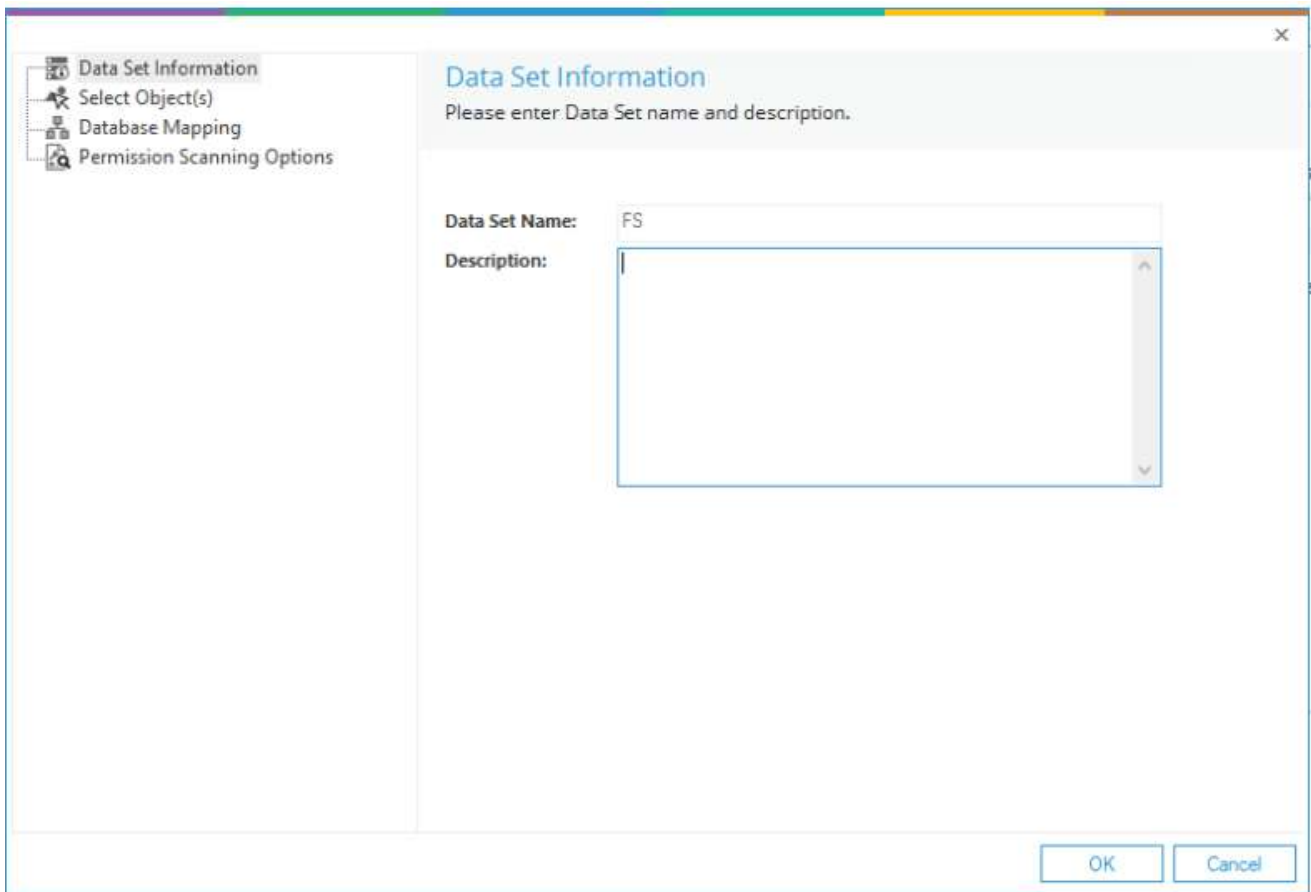 Data Set Information
Select Object(s)
Database Mapping
Permission Scanning Options
Data Set Information
Please enter Data Set name and description.
Data Set Name: FS
Description:
OK Cancel